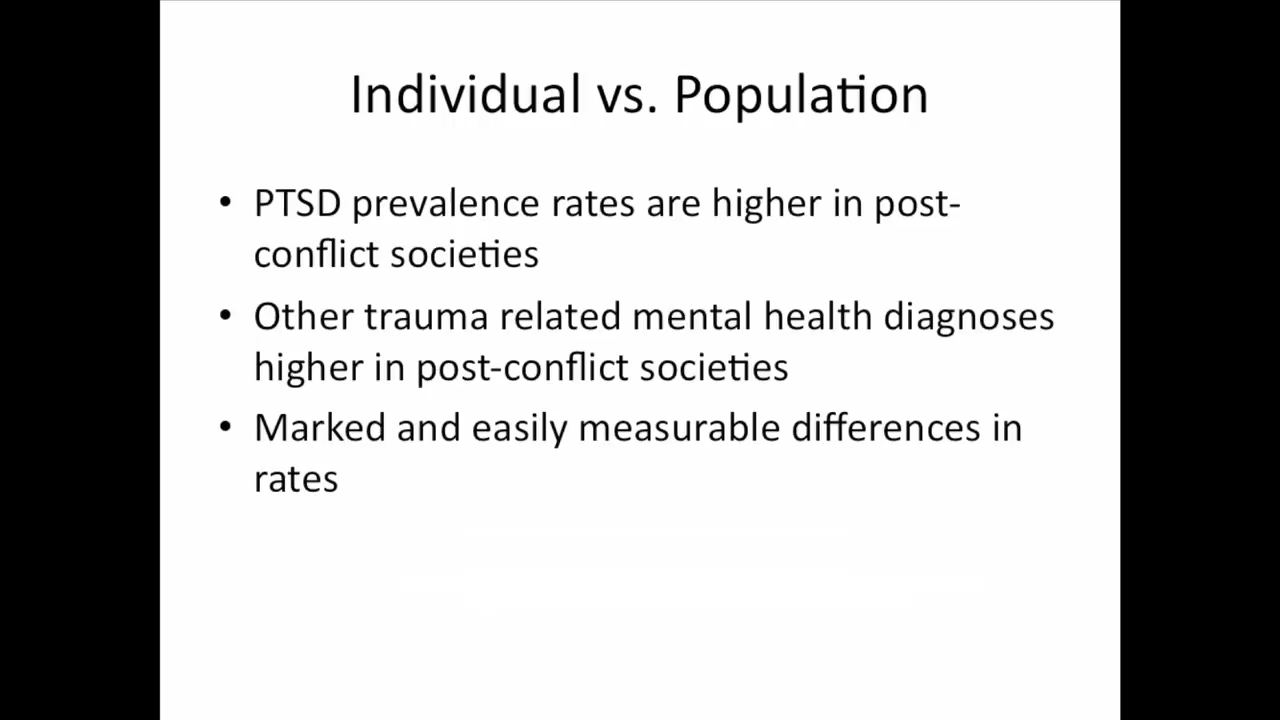 Individual vs. Population
• PTSD prevalence rates are higher in post-
conflict societies
• Other trauma related mental health diagnoses
higher in post-conflict societies
• Marked and easily measurable differences in
rates